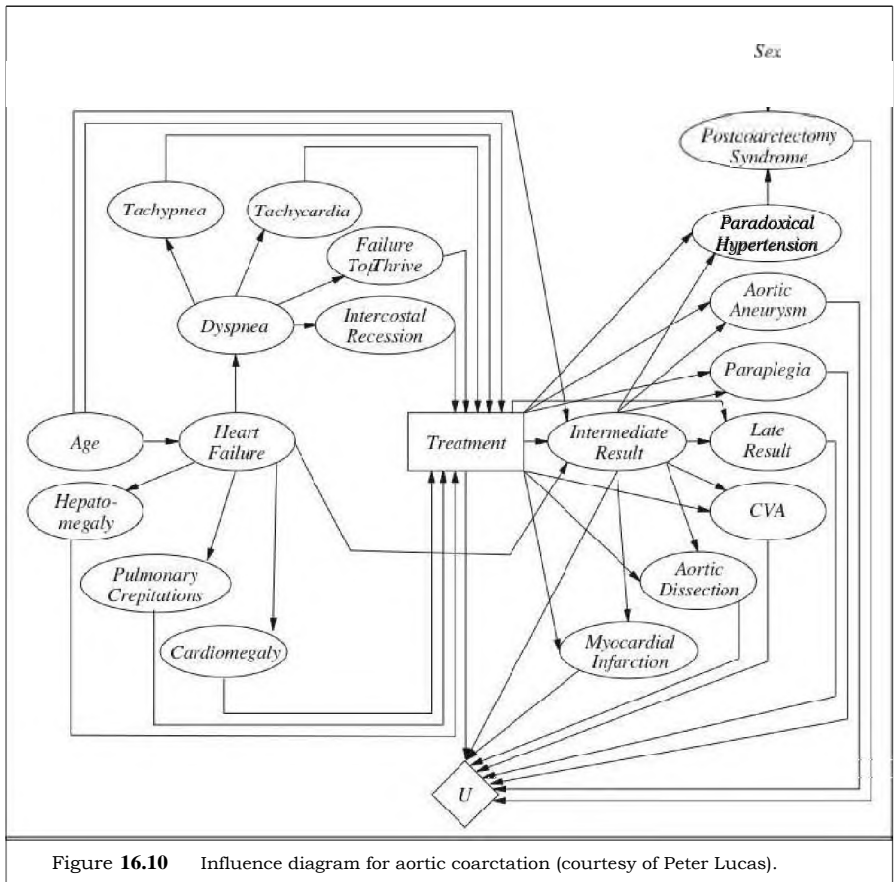 Sex
Postcoarctectomy
Syndrome
Tachypnea
Tachycardia
Paradoxical
Hypertension
Failure
TopThrive
Aortic
Aneurysm
Dyspnea
Intercostal
Recession
Paraplegia
Age
Heart
Failure
Treatment
Intermediate
Result
Late
Result
Hepato-
megaly
CVA
Pulmonary
Crepitations
Aortic
Dissection
Cardiomegaly
Myocardial
Infarction
U
Figure 16.10 Influence diagram for aortic coarctation (courtesy of Peter Lucas).